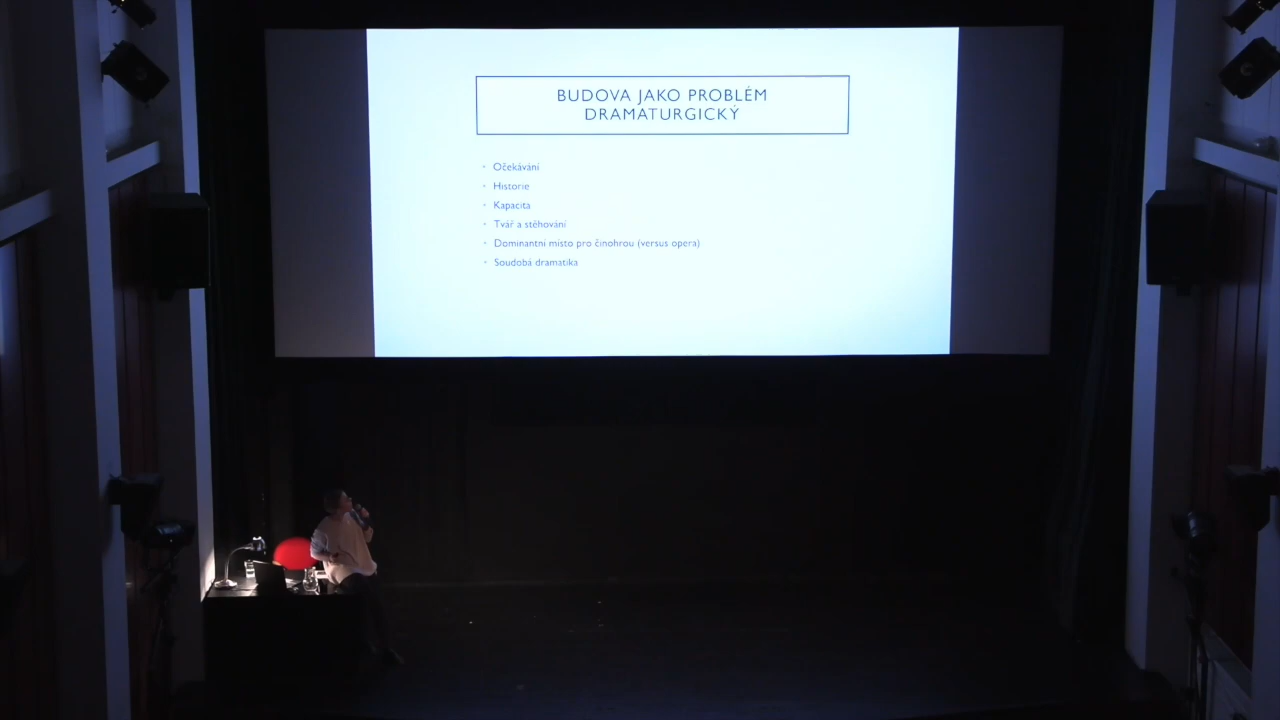 BUDOVA JAKO PROBLÉM
DRAMATURGICKÝ
• Očekávání
• Historie
• Kapacita
• Tvář a stěhování
• Dominantní místo pro činohrou (versus opera)
• Soudobá dramatika